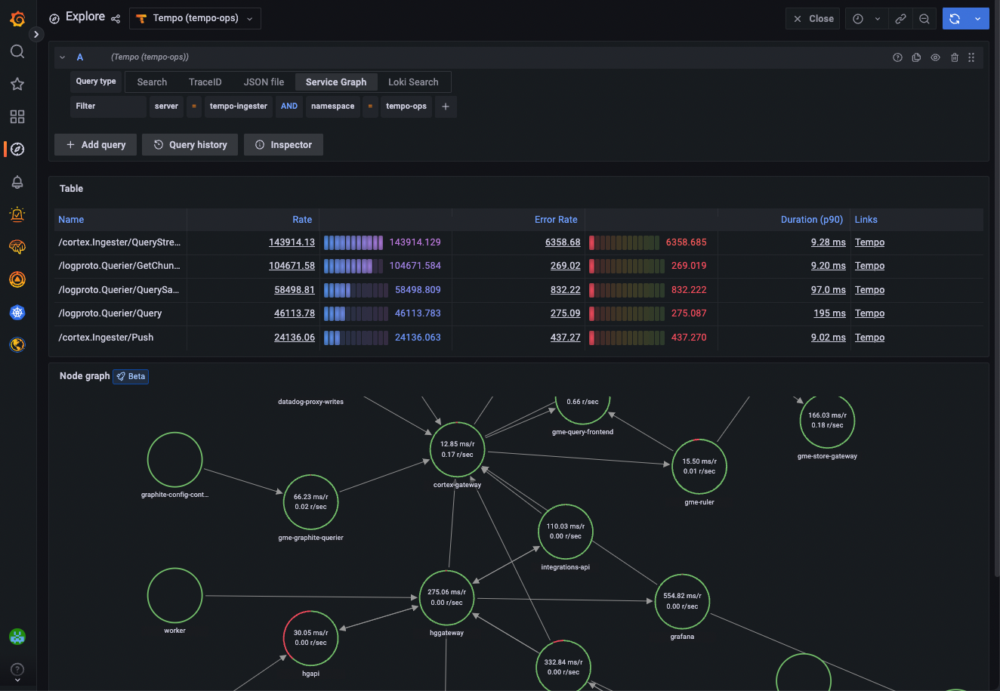 Explore
Tempo (tempo-ops)
Close
A (Tempo (tempo-ops))
Query type Search TraceID JSON file Service Graph Loki Search
Filter server = tempo-ingester AND namespace = tempo-ops +
+ Add query Query history Inspector
Table
Name Rate Error Rate Duration (p90) Links
/cortex.Ingester/QueryStre... 143914.13 143914.129 6358.68 6358.685 9.28 ms Tempo
/logproto.Querier/GetChun... 104671.58 104671.584 269.02 269.019 9.20 ms Tempo
/logproto.Querier/QuerySa... 58498.81 58498.809 832.22 832.222 97.0 ms Tempo
/logproto.Querier/Query 46113.78 46113.783 275.09 275.087 195 ms Tempo
/cortex.Ingester/Push 24136.06 24136.063 437.27 437.270 9.02 ms Tempo
Node graph Beta
datadog-proxy-writes
0.66 r/sec
gme-query-frontend
166.03 ms/r
0.18 r/sec
gme-store-gateway
12.85 ms/r
0.17 r/sec
cortex-gateway
15.50 ms/r
0.01 r/sec
gme-ruler
graphite-config-cont...
66.23 ms/r
0.02 r/sec
gme-graphite-querier
110.03 ms/r
0.00 r/sec
integrations-api
275.06 ms/r
0.00 r/sec
hggateway
554.82 ms/r
0.00 r/sec
grafana
worker
30.05 ms/r
0.00 r/sec
hgapi
332.84 ms/r
0.00 r/sec